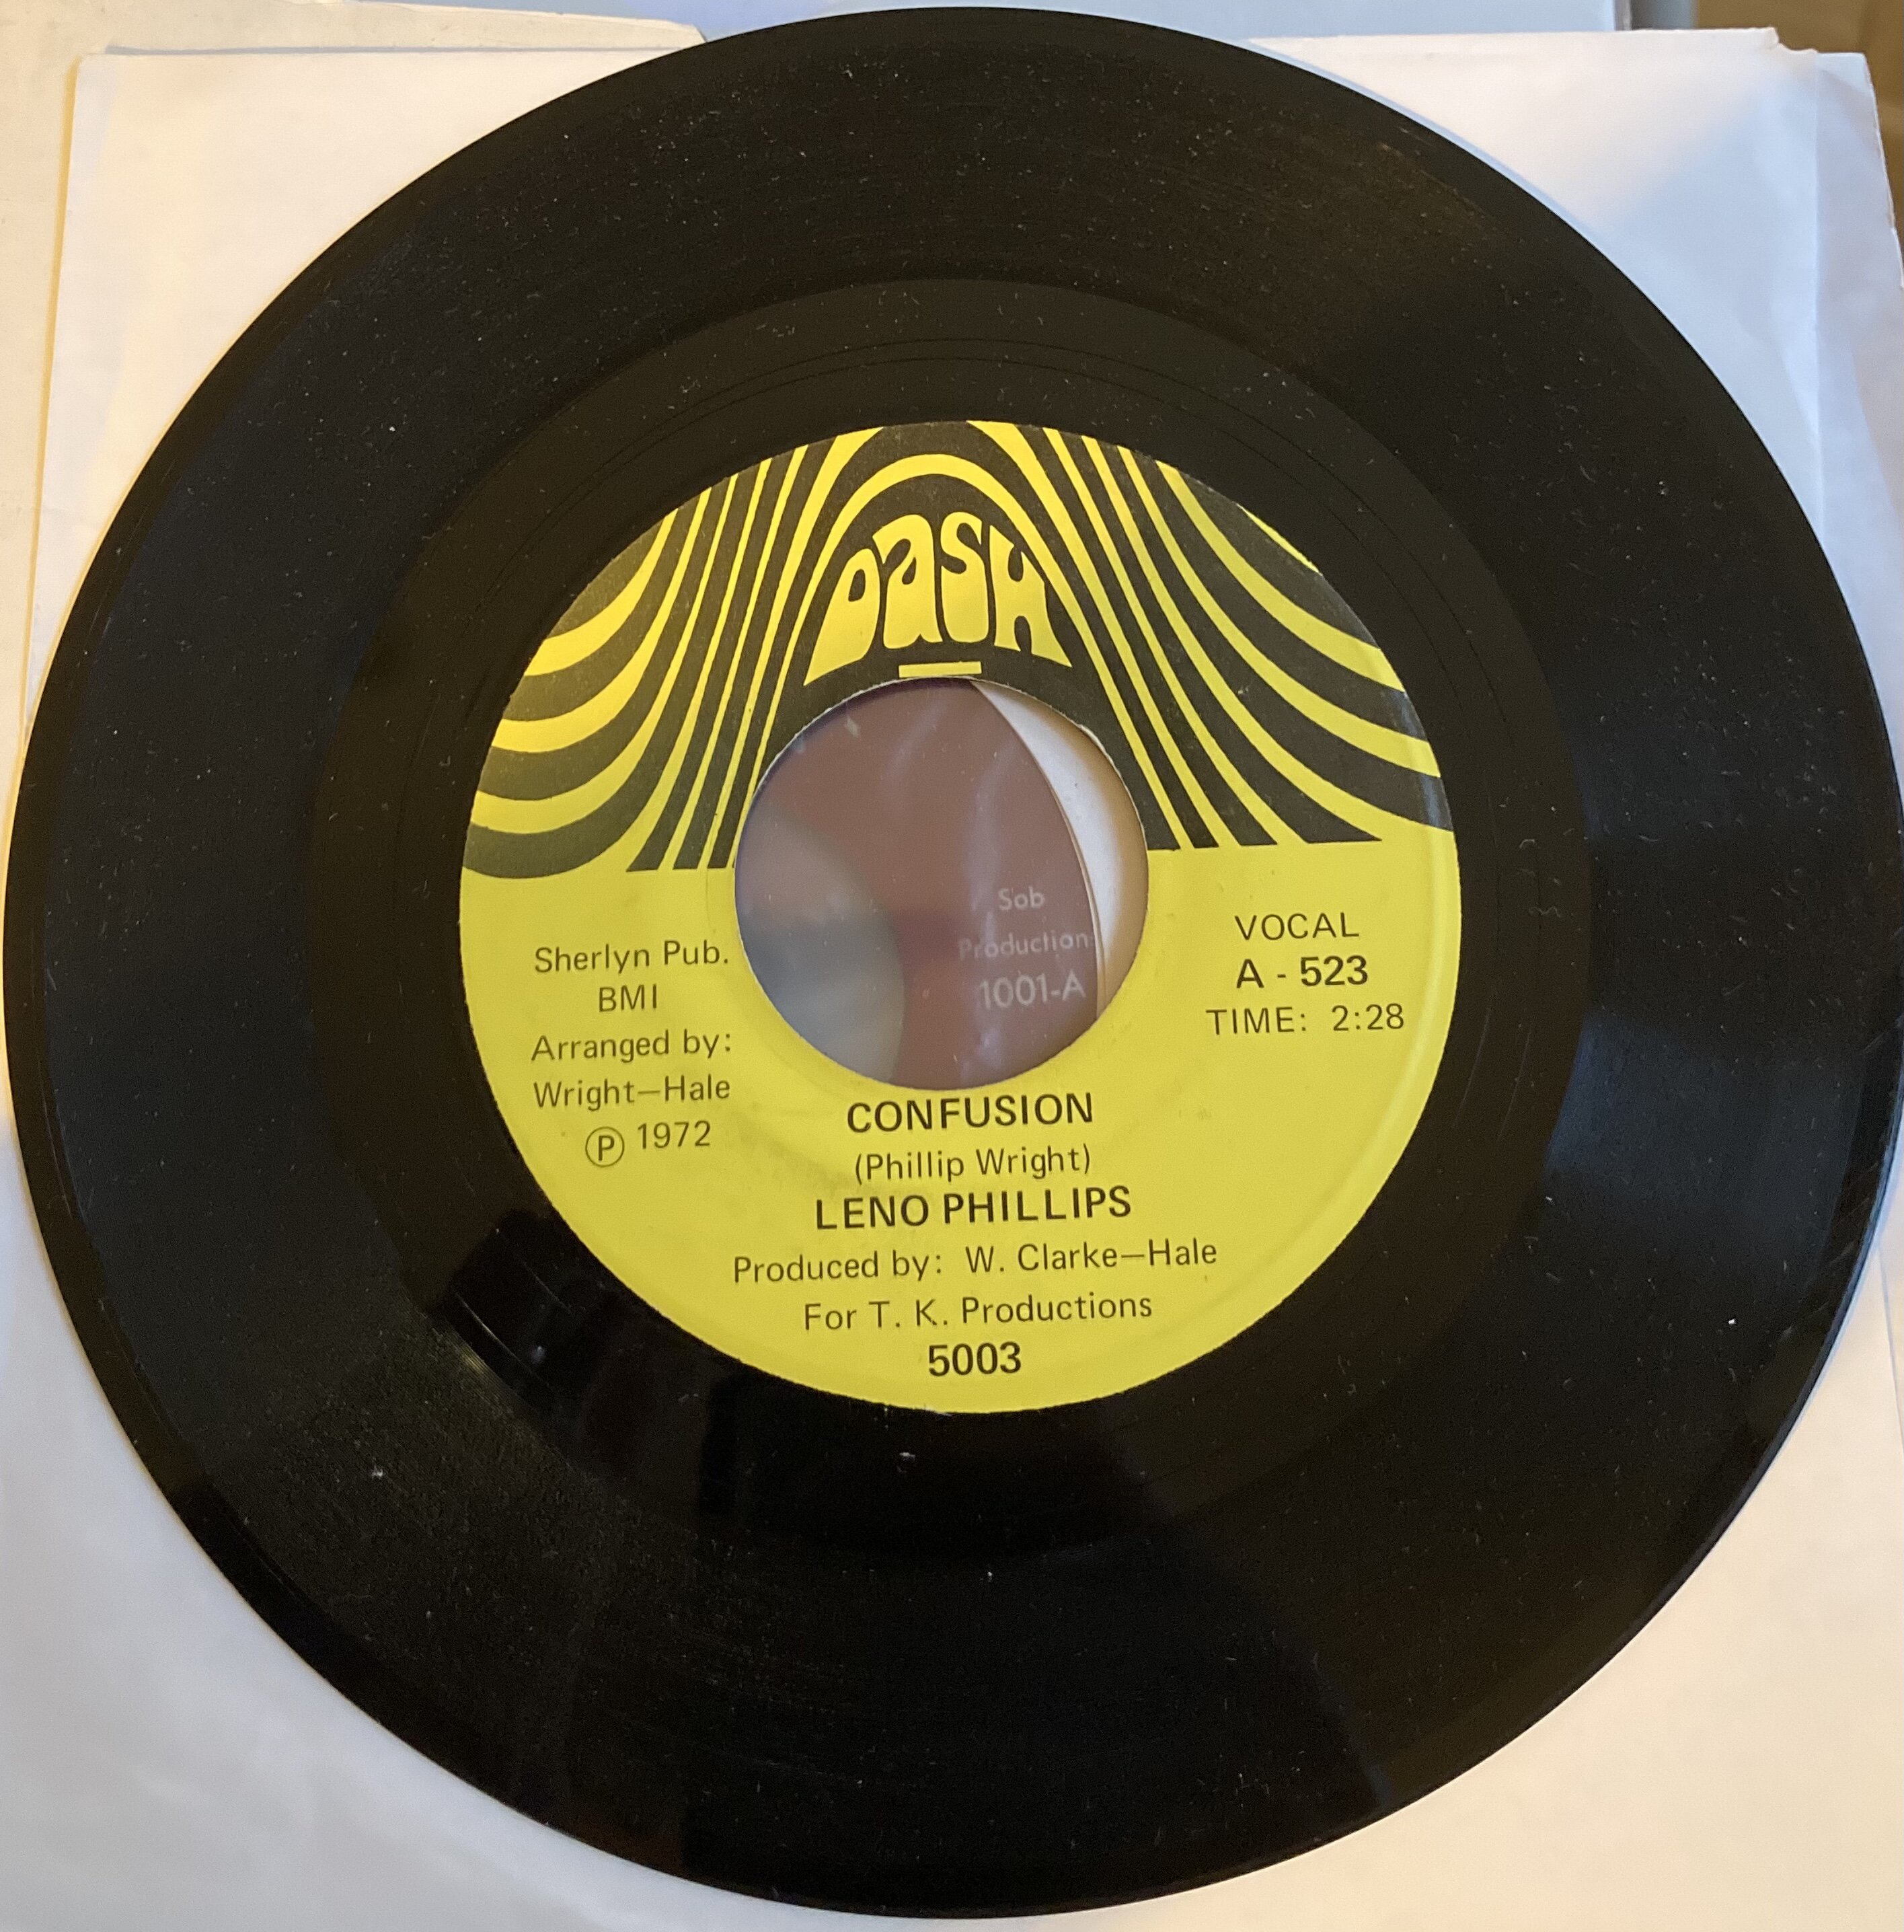 Dash
Sherlyn Pub.
BMI
Arranged by:
Wright—Hale
Ⓟ 1972
Sob
Production
1001-A
VOCAL
A - 523
TIME: 2:28
CONFUSION
(Phillip Wright)
LENO PHILLIPS
Produced by: W. Clarke—Hale
For T. K. Productions
5003